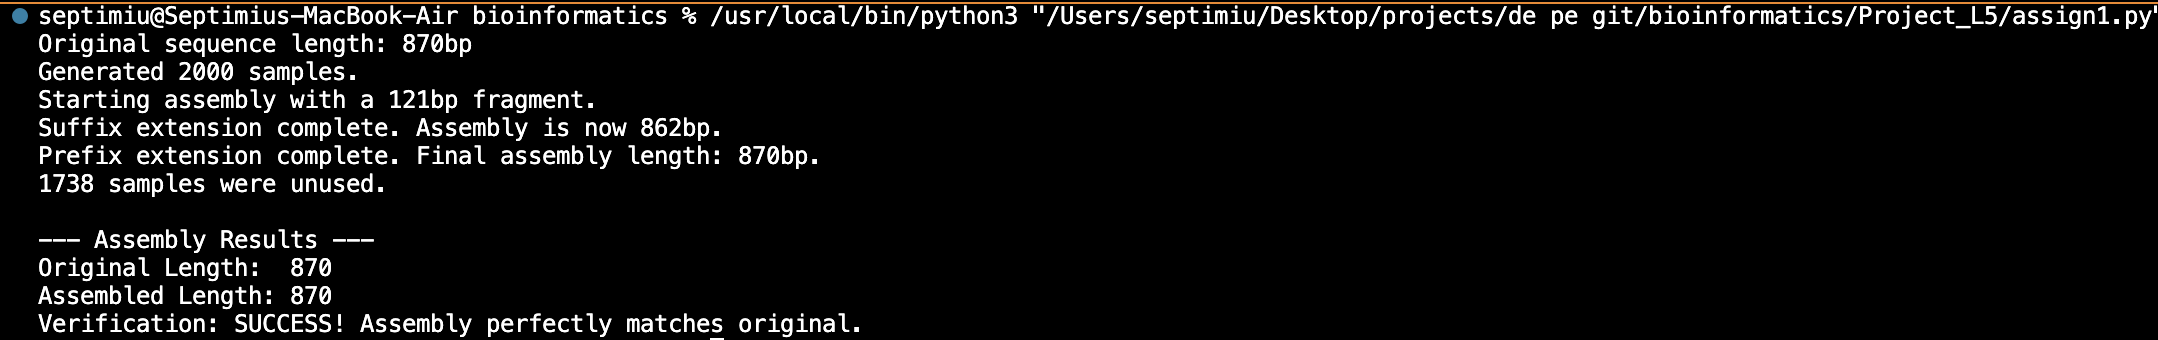 septimiu@Septimius-MacBook-Air bioinformatics % /usr/local/bin/python3 "/Users/septimiu/Desktop/projects/de pe git/bioinformatics/Project_L5/assign1.py"
Original sequence length: 870bp
Generated 2000 samples.
Starting assembly with a 121bp fragment.
Suffix extension complete. Assembly is now 862bp.
Prefix extension complete. Final assembly length: 870bp.
1738 samples were unused.
--- Assembly Results ---
Original Length:  870
Assembled Length: 870
Verification: SUCCESS! Assembly perfectly matches original.